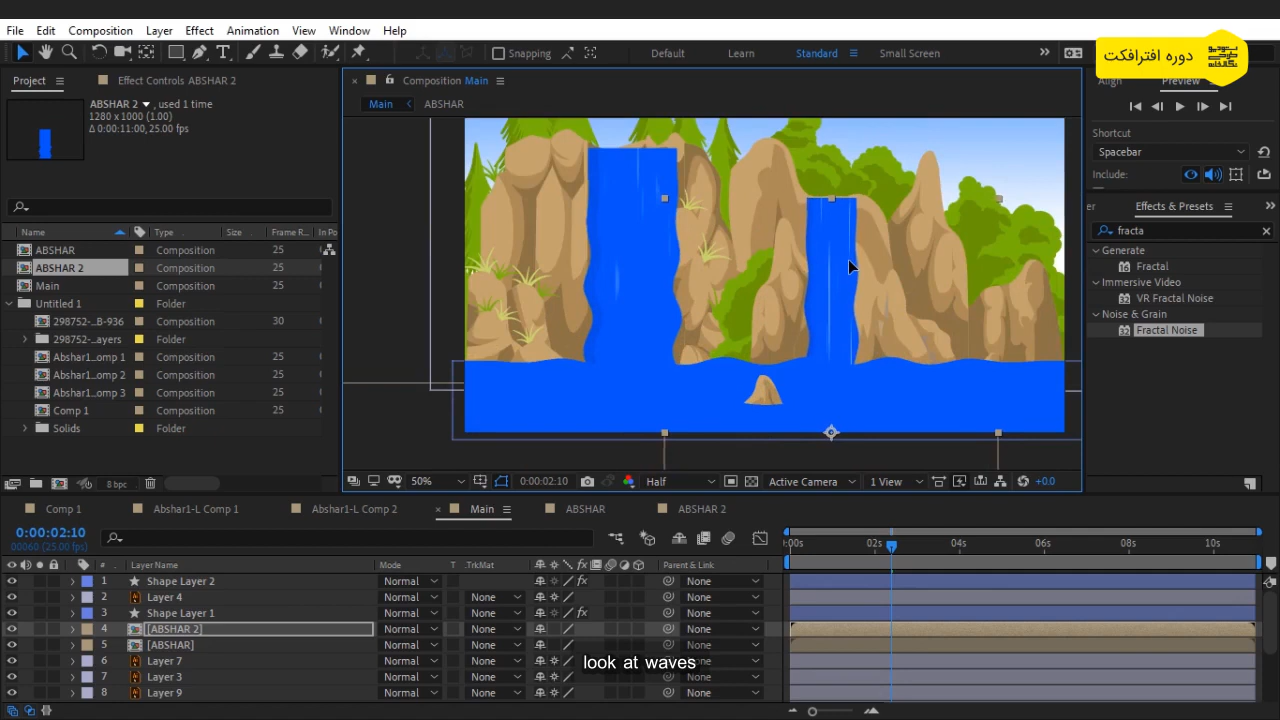 File Edit Composition Layer Effect Animation View Window Help
Snapping Default Learn Standard Small Screen
دوره افترافکت
Project Effect Controls ABSHAR 2
Composition Main
Align Preview
ABSHAR 2 , used 1 time
1280 x 1000 (1.00)
Δ 0:00:11:00, 25.00 fps
Main ABSHAR
Shortcut
Spacebar
Include:
Effects & Presets
fracta
Name Type Size Frame R... In Po
ABSHAR Composition 25
ABSHAR 2 Composition 25
Main Composition 25
Untitled 1 Folder
298752-...B-936 Composition 30
298752-...ayers Folder
Abshar1...omp 1 Composition 25
Abshar1...omp 2 Composition 25
Abshar1...omp 3 Composition 25
Comp 1 Composition 25
Solids Folder
Generate
Fractal
Immersive Video
VR Fractal Noise
Noise & Grain
Fractal Noise
8 bpc
50% 0:00:02:10 Half Active Camera 1 View +0.0
Comp 1 Abshar1-L Comp 1 Abshar1-L Comp 2 Main ABSHAR ABSHAR 2
0:00:02:10
00060 (25.00 fps)
0:00s 02s 04s 06s 08s 10s
# Layer Name Mode T .TrkMat Parent & Link
1 Shape Layer 2 Normal None
2 Layer 4 Normal None None
3 Shape Layer 1 Normal None None
4 [ABSHAR 2] Normal None None
5 [ABSHAR] Normal None None
6 Layer 7 Normal None None
7 Layer 3 Normal None None
8 Layer 9 Normal None None
look at waves